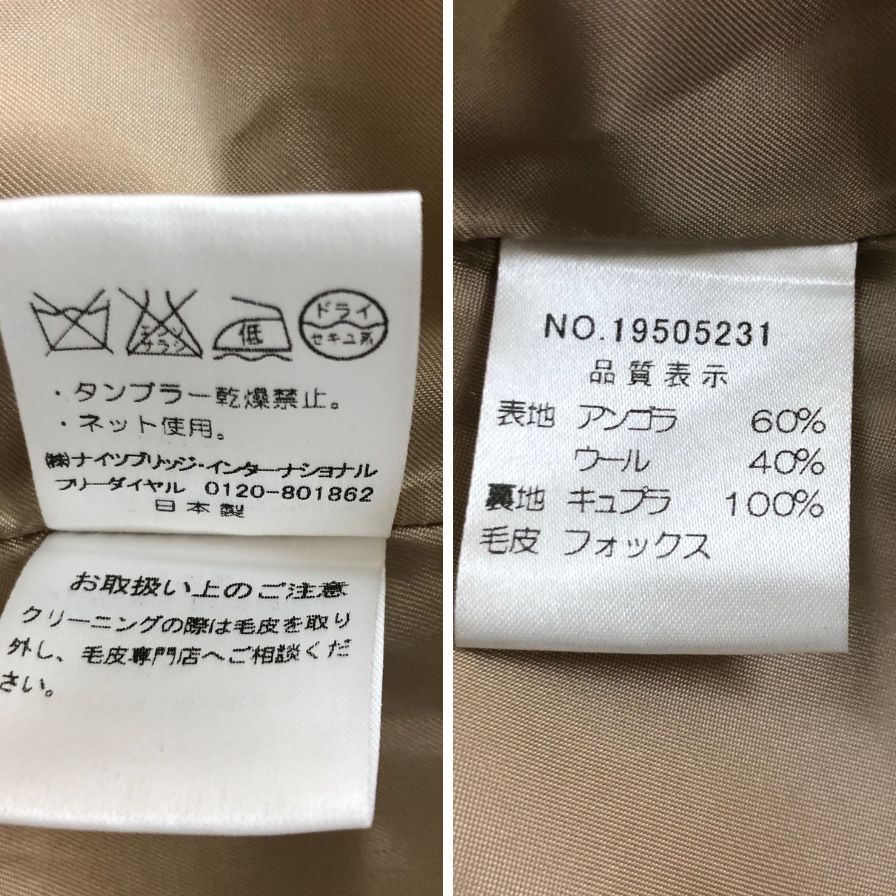 エンソ
サラシ
低
ドライ
セキユ系
・タンブラー乾燥禁止。
・ネット使用。
㈱ナイツブリッジ・インターナショナル
フリーダイヤル 0120-801862
日本製
お取扱い上のご注意
クリーニングの際は毛皮を取り
外し、毛皮専門店へご相談くだ
さい。
NO.19505231
品質表示
表地 アンゴラ 60%
ウール 40%
裏地 キュプラ 100%
毛皮 フォックス